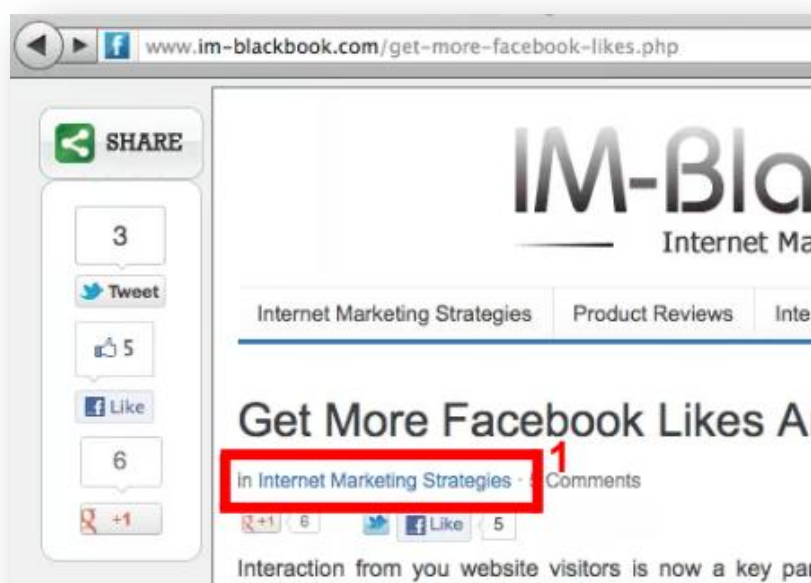 www.im-blackbook.com/get-more-facebook-likes.php
SHARE
3
Tweet
5
Like
6
+1
IM-Bla
Internet Ma
Internet Marketing Strategies Product Reviews Inte
Get More Facebook Likes A
1
in Internet Marketing Strategies · Comments
+1 6 Like 5
Interaction from you website visitors is now a key par